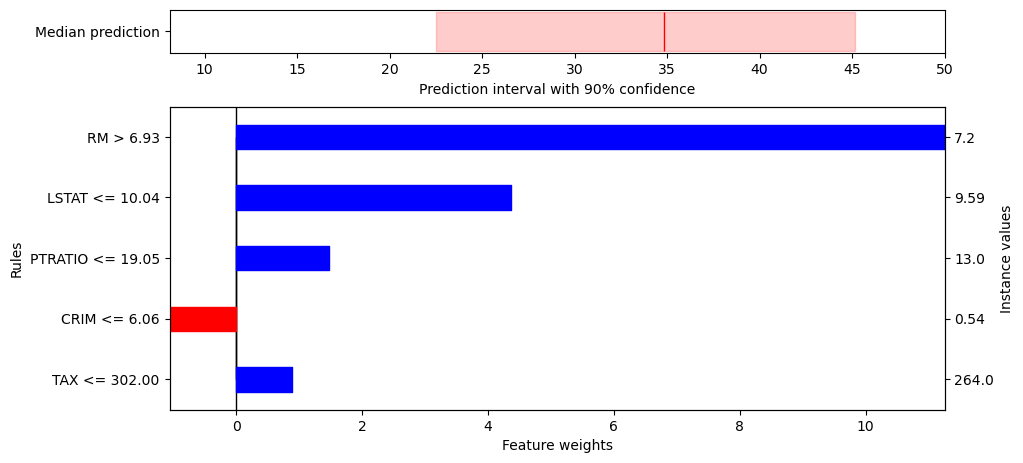 Median prediction
10 15 20 25 30 35 40 45 50
Prediction interval with 90% confidence
RM > 6.93 7.2
LSTAT <= 10.04 9.59
PTRATIO <= 19.05 13.0
CRIM <= 6.06 0.54
TAX <= 302.00 264.0
Rules
Instance values
0 2 4 6 8 10
Feature weights